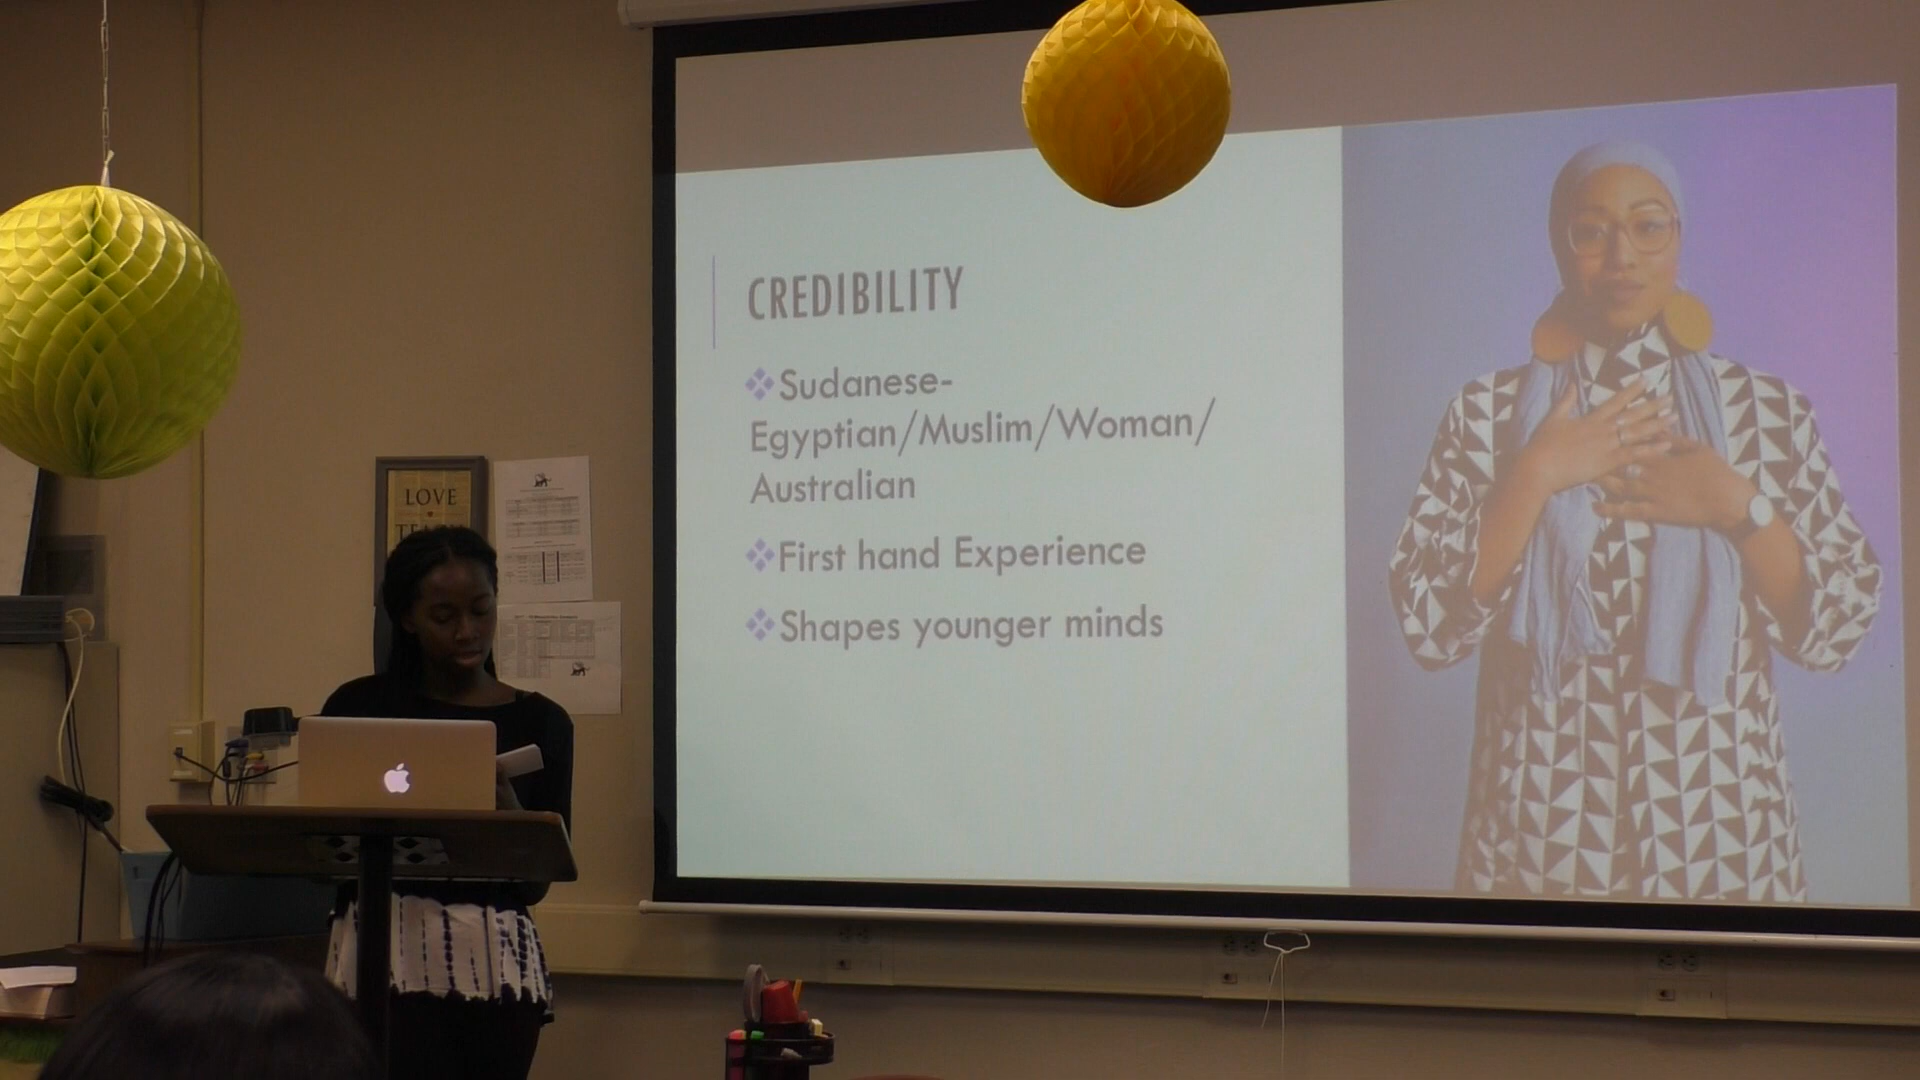 CREDIBILITY
❖Sudanese-
Egyptian/Muslim/Woman/
Australian
❖First hand Experience
❖Shapes younger minds
LOVE